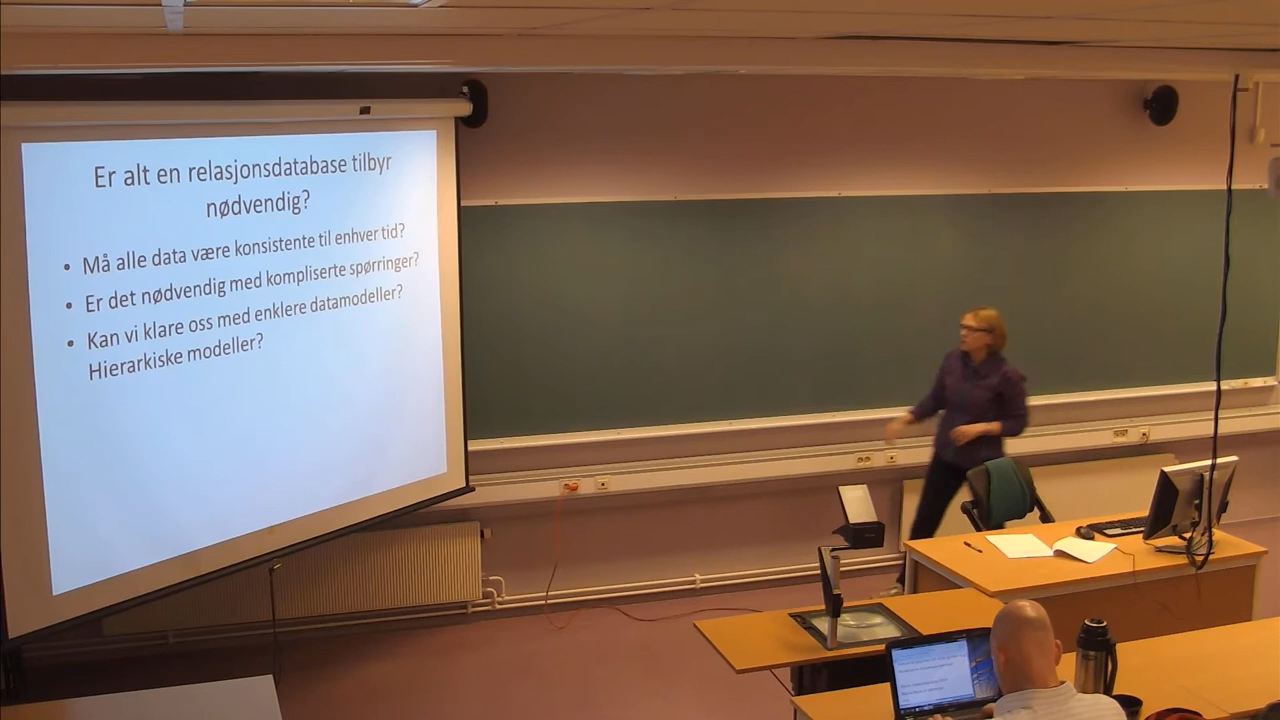 Er alt en relasjonsdatabase tilbyr
nødvendig?
• Må alle data være konsistente til enhver tid?
• Er det nødvendig med kompliserte spørringer?
• Kan vi klare oss med enklere datamodeller?
Hierarkiske modeller?